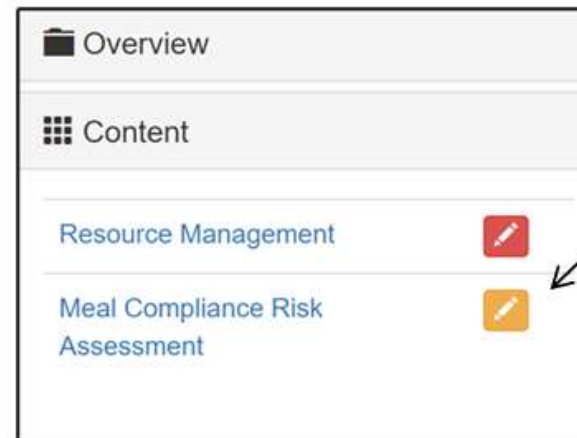 Overview
Content
Resource Management
Meal Compliance Risk
Assessment